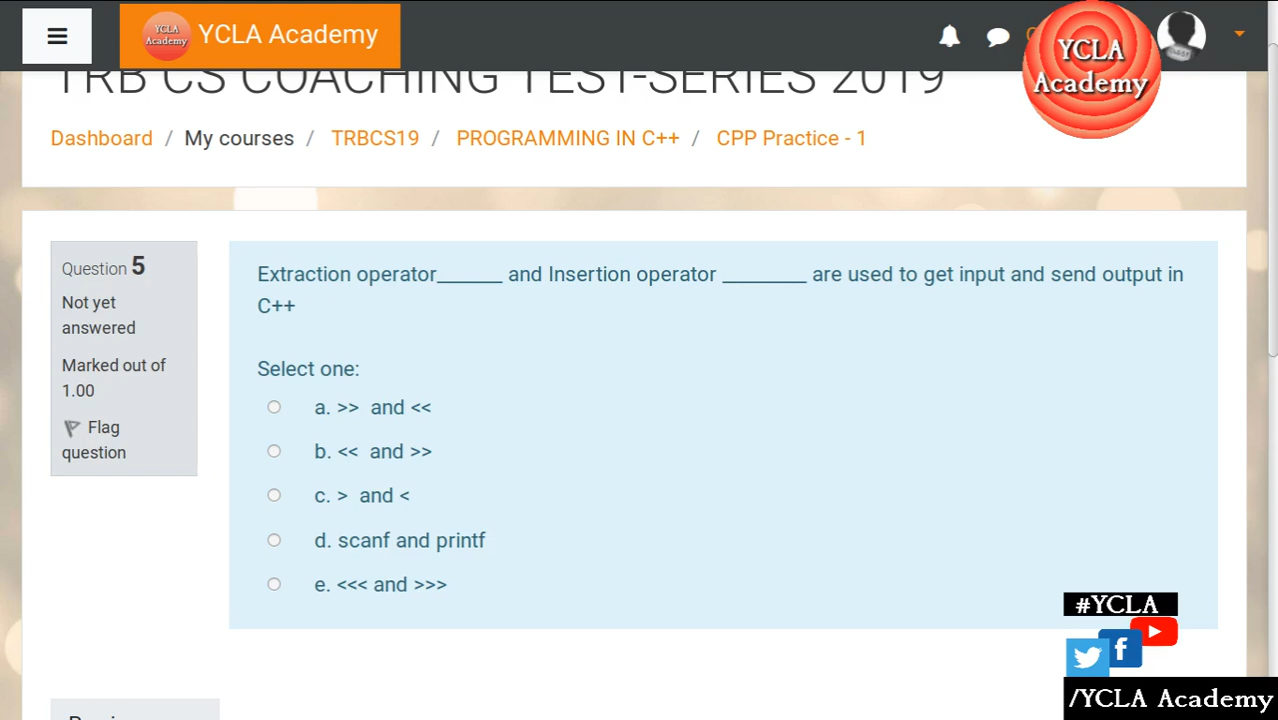 YCLA Academy
YCLA Academy
YCLA Academy
TRB CS COACHING TEST-SERIES 2019
Dashboard / My courses / TRBCS19 / PROGRAMMING IN C++ / CPP Practice - 1
Question 5
Not yet answered
Marked out of 1.00
Flag question
Extraction operator______ and Insertion operator ________ are used to get input and send output in
C++
Select one:
a. >> and <<
b. << and >>
c. > and <
d. scanf and printf
e. <<< and >>>
#YCLA
/YCLA Academy